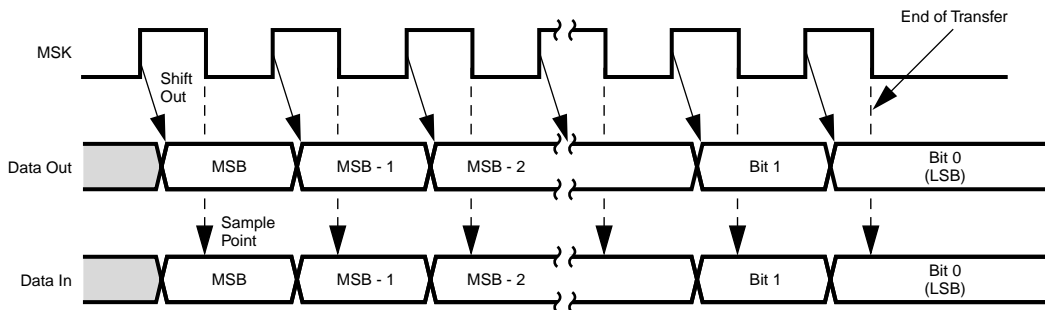 End of Transfer
MSK
Shift
Out
Data Out
MSB
MSB - 1
MSB - 2
Bit 1
Bit 0
(LSB)
Sample
Point
Data In
MSB
MSB - 1
MSB - 2
Bit 1
Bit 0
(LSB)